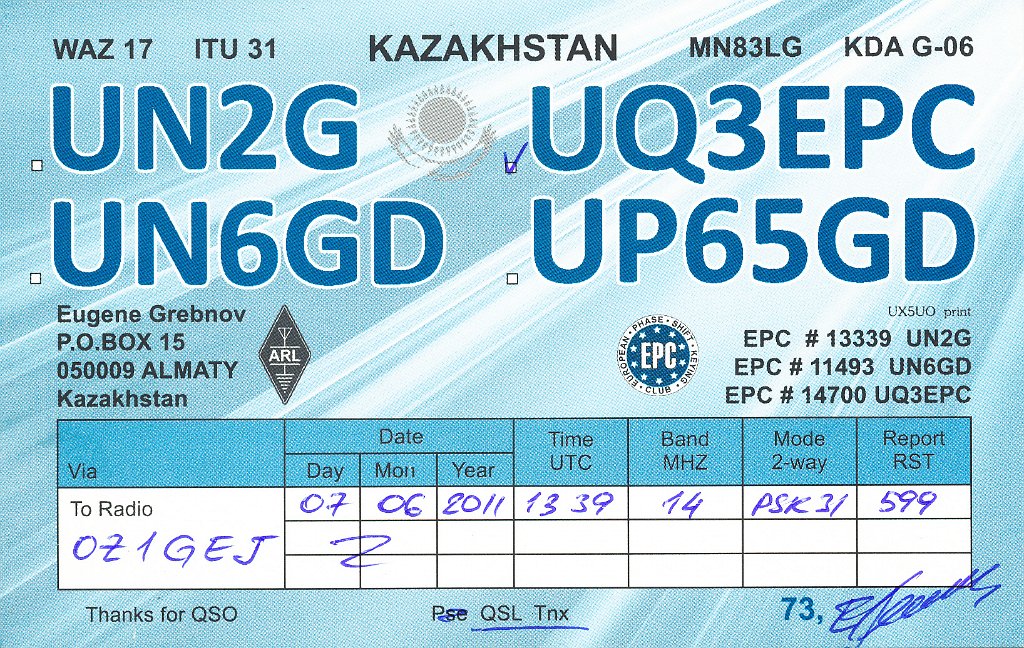 WAZ 17 ITU 31 KAZAKHSTAN MN83LG KDA G-06
UN2G UQ3EPC
UN6GD UP65GD
Eugene Grebnov
P.O.BOX 15
050009 ALMATY
Kazakhstan
ARL
EUROPEAN · PHASE · SHIFT · KEYING · CLUB ·
EPC
UX5UO print
EPC # 13339 UN2G
EPC # 11493 UN6GD
EPC # 14700 UQ3EPC
Via Date Time UTC Band MHZ Mode 2-way Report RST
Day Mon Year
To Radio 07 06 2011 13 39 14 PSK31 599
OZ1GEJ
Thanks for QSO Pse QSL Tnx 73,